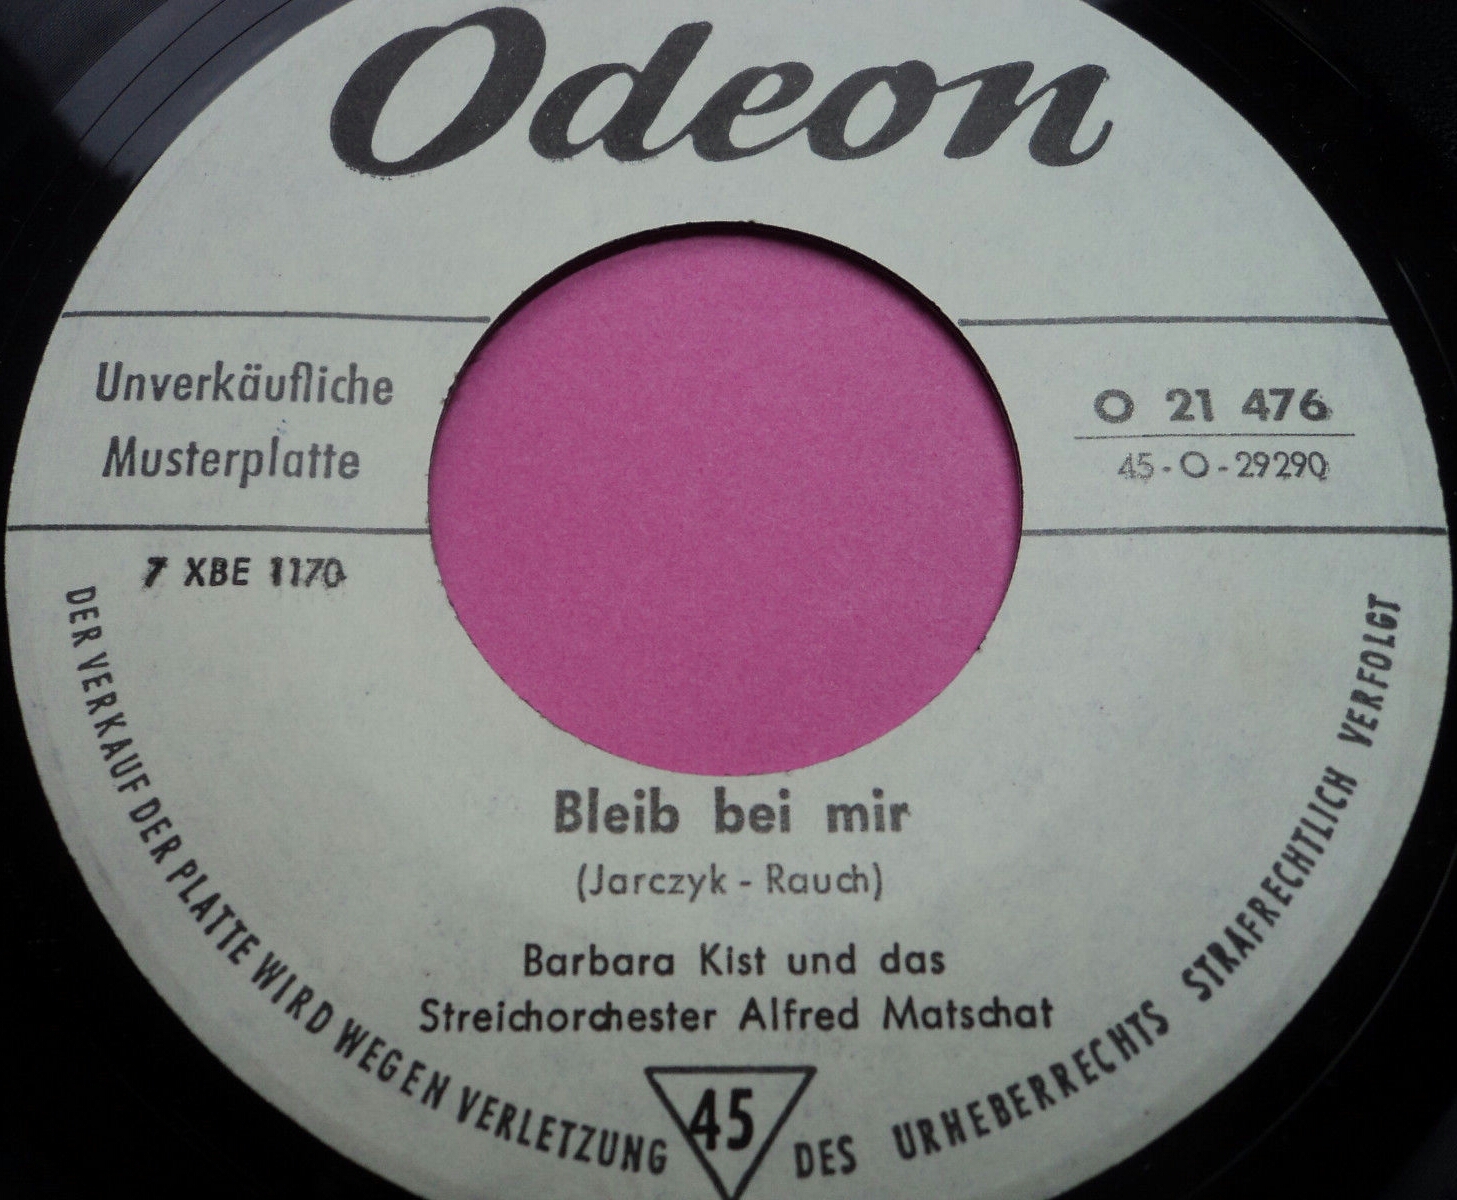 Odeon
Unverkäufliche
Musterplatte
O 21 476
45-O-29290
7 XBE 1170
Bleib bei mir
(Jarczyk - Rauch)
Barbara Kist und das
Streichorchester Alfred Matschat
45
DER VERKAUF DER PLATTE WIRD WEGEN VERLETZUNG DES URHEBERRECHTS STRAFRECHTLICH VERFOLGT